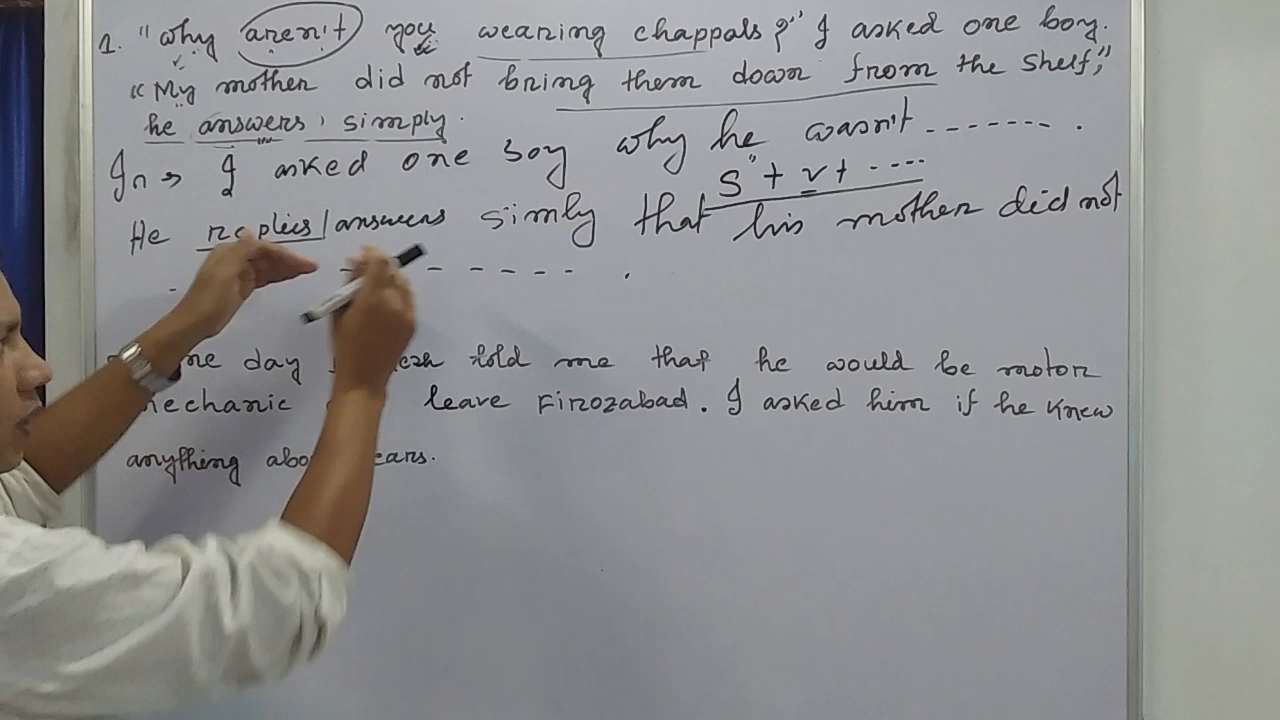 1. "why aren't you wearing chappals?" I asked one boy.
"My mother did not bring them down from the shelf,"
he answers, simply.
In → I asked one boy why he wasn't ------- .
S + v + ....
He replies/answers simly that his mother did not
- - - - - - .
one day told me that he would be motor
mechanic leave Firozabad. I asked him if he knew
anything cars.